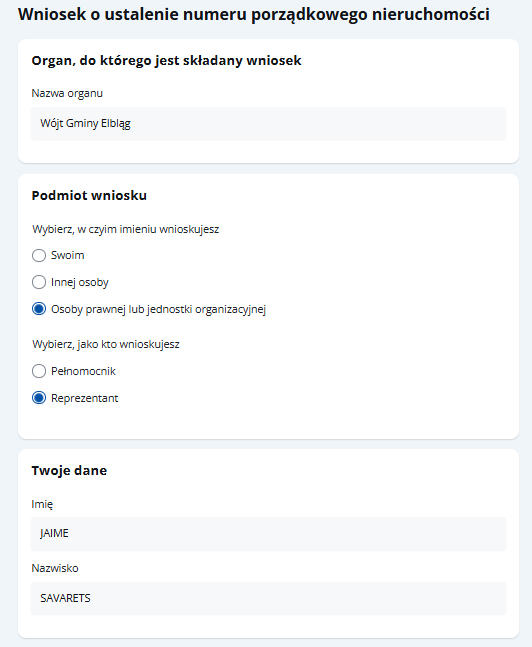 Wniosek o ustalenie numeru porządkowego nieruchomości
Organ, do którego jest składany wniosek
Nazwa organu
Wójt Gminy Elbląg
Podmiot wniosku
Wybierz, w czyim imieniu wnioskujesz
Swoim
Innej osoby
Osoby prawnej lub jednostki organizacyjnej
Wybierz, jako kto wnioskujesz
Pełnomocnik
Reprezentant
Twoje dane
Imię
JAIME
Nazwisko
SAVARETS